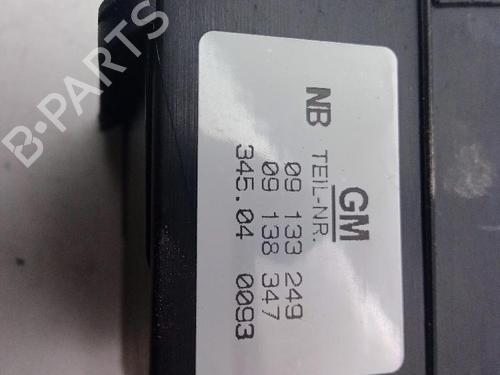 GM
NB TEIL-NR.
09 133 249
09 138 347
345.04 0093
B-PARTS